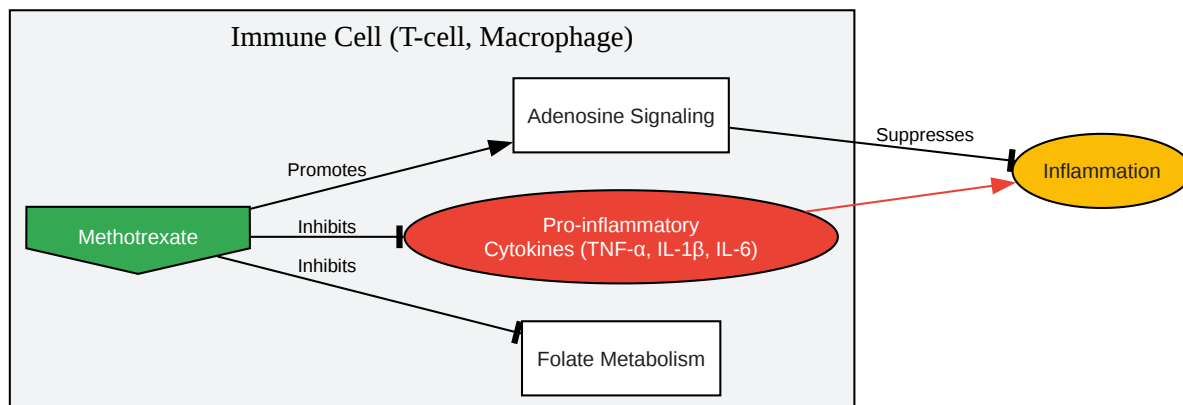 Immune Cell (T-cell, Macrophage)
Adenosine Signaling
Suppresses
Inflammation
Promotes
Methotrexate
Inhibits
Pro-inflammatory
Cytokines (TNF-α, IL-1β, IL-6)
Inhibits
Folate Metabolism